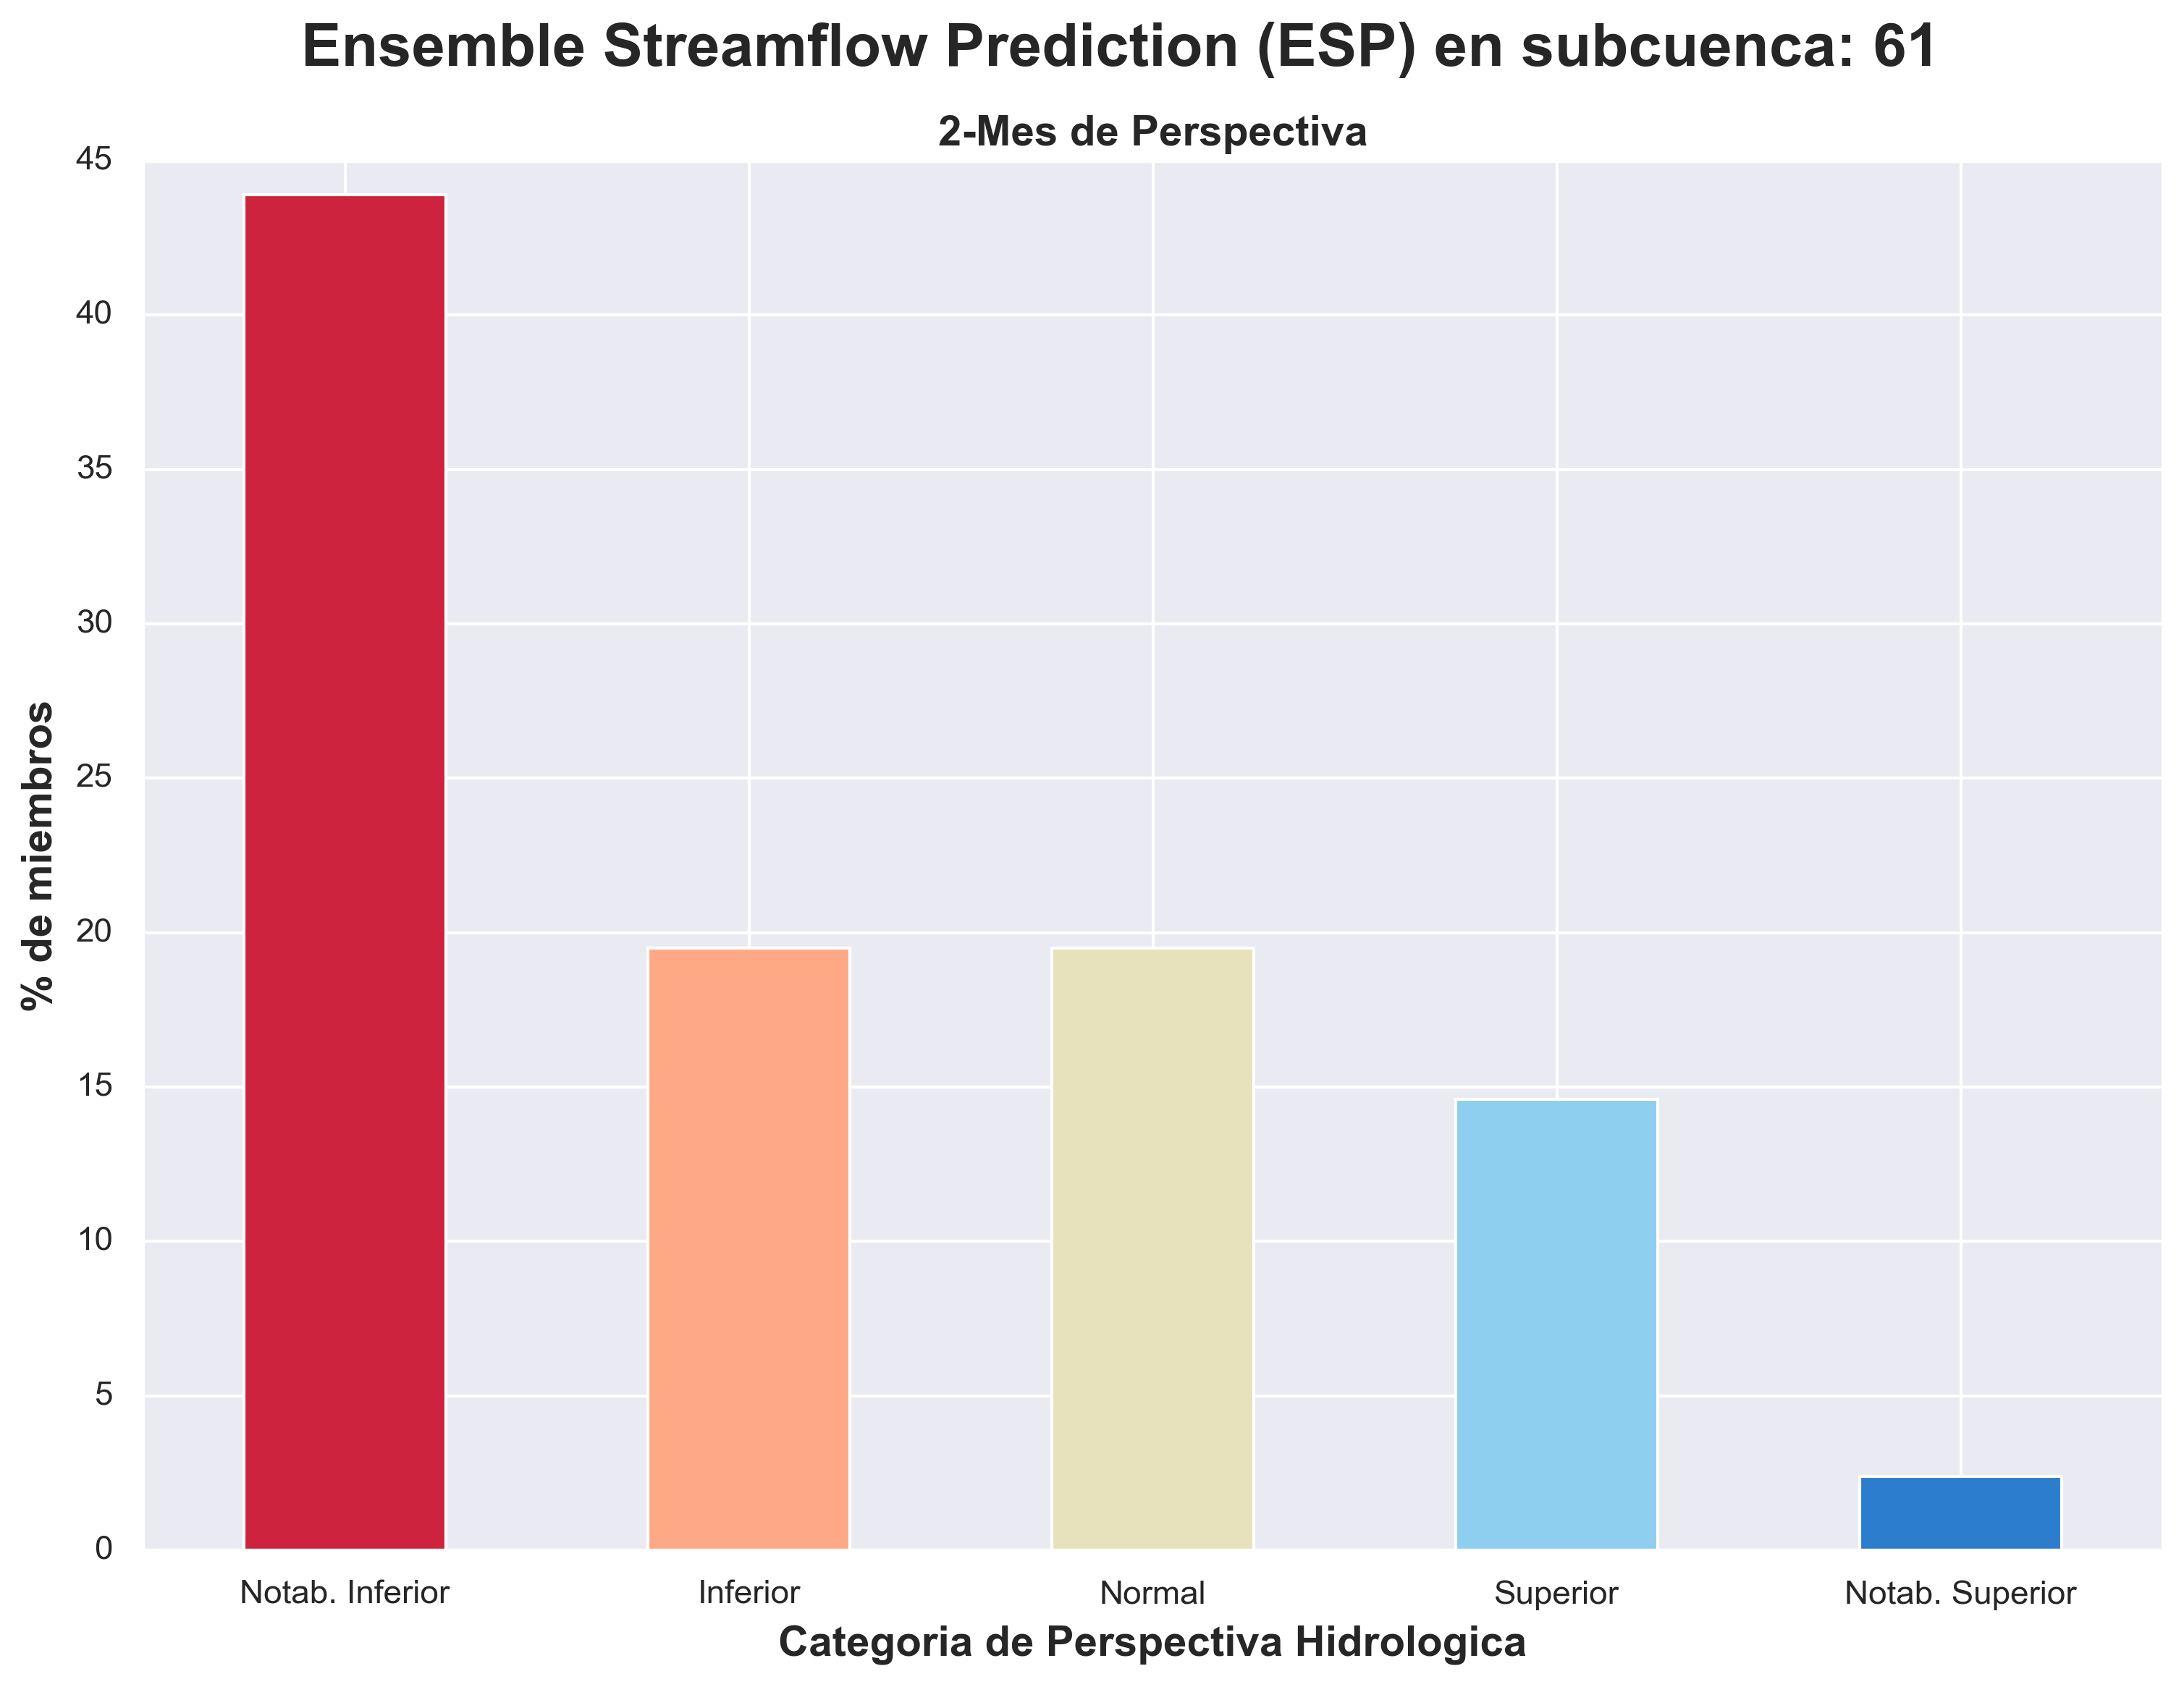 Ensemble Streamflow Prediction (ESP) en subcuenca: 61
2-Mes de Perspectiva
45
40
35
30
25
20
15
10
5
0
% de miembros
Notab. Inferior
Inferior
Normal
Superior
Notab. Superior
Categoria de Perspectiva Hidrologica